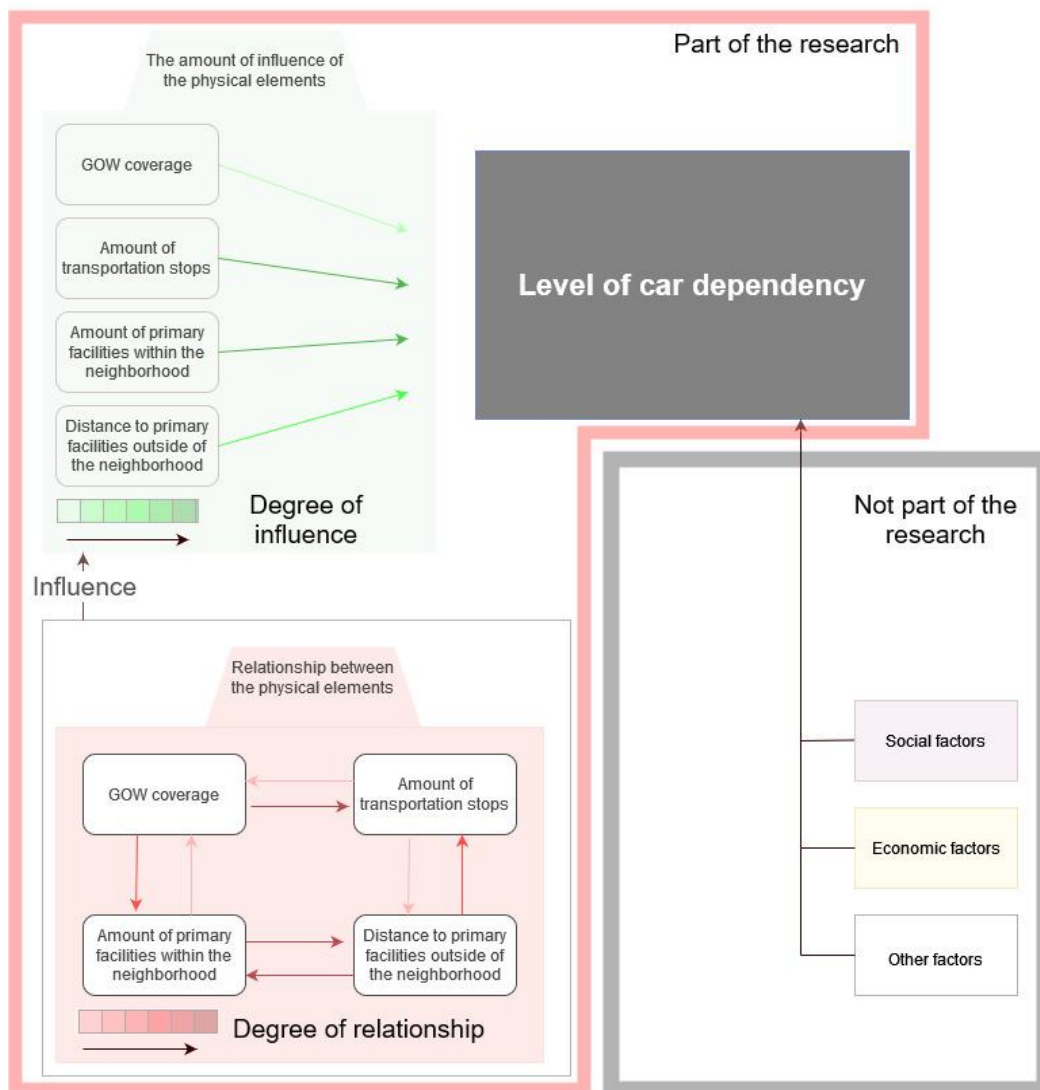 Part of the research
The amount of influence of
the physical elements
GOW coverage
Amount of
transportation stops
Amount of primary
facilities within the
neighborhood
Distance to primary
facilities outside of
the neighborhood
Degree of
influence
Level of car dependency
Influence
Not part of the
research
Social factors
Economic factors
Other factors
Relationship between
the physical elements
GOW coverage
Amount of
transportation stops
Amount of primary
facilities within the
neighborhood
Distance to primary
facilities outside of
the neighborhood
Degree of relationship